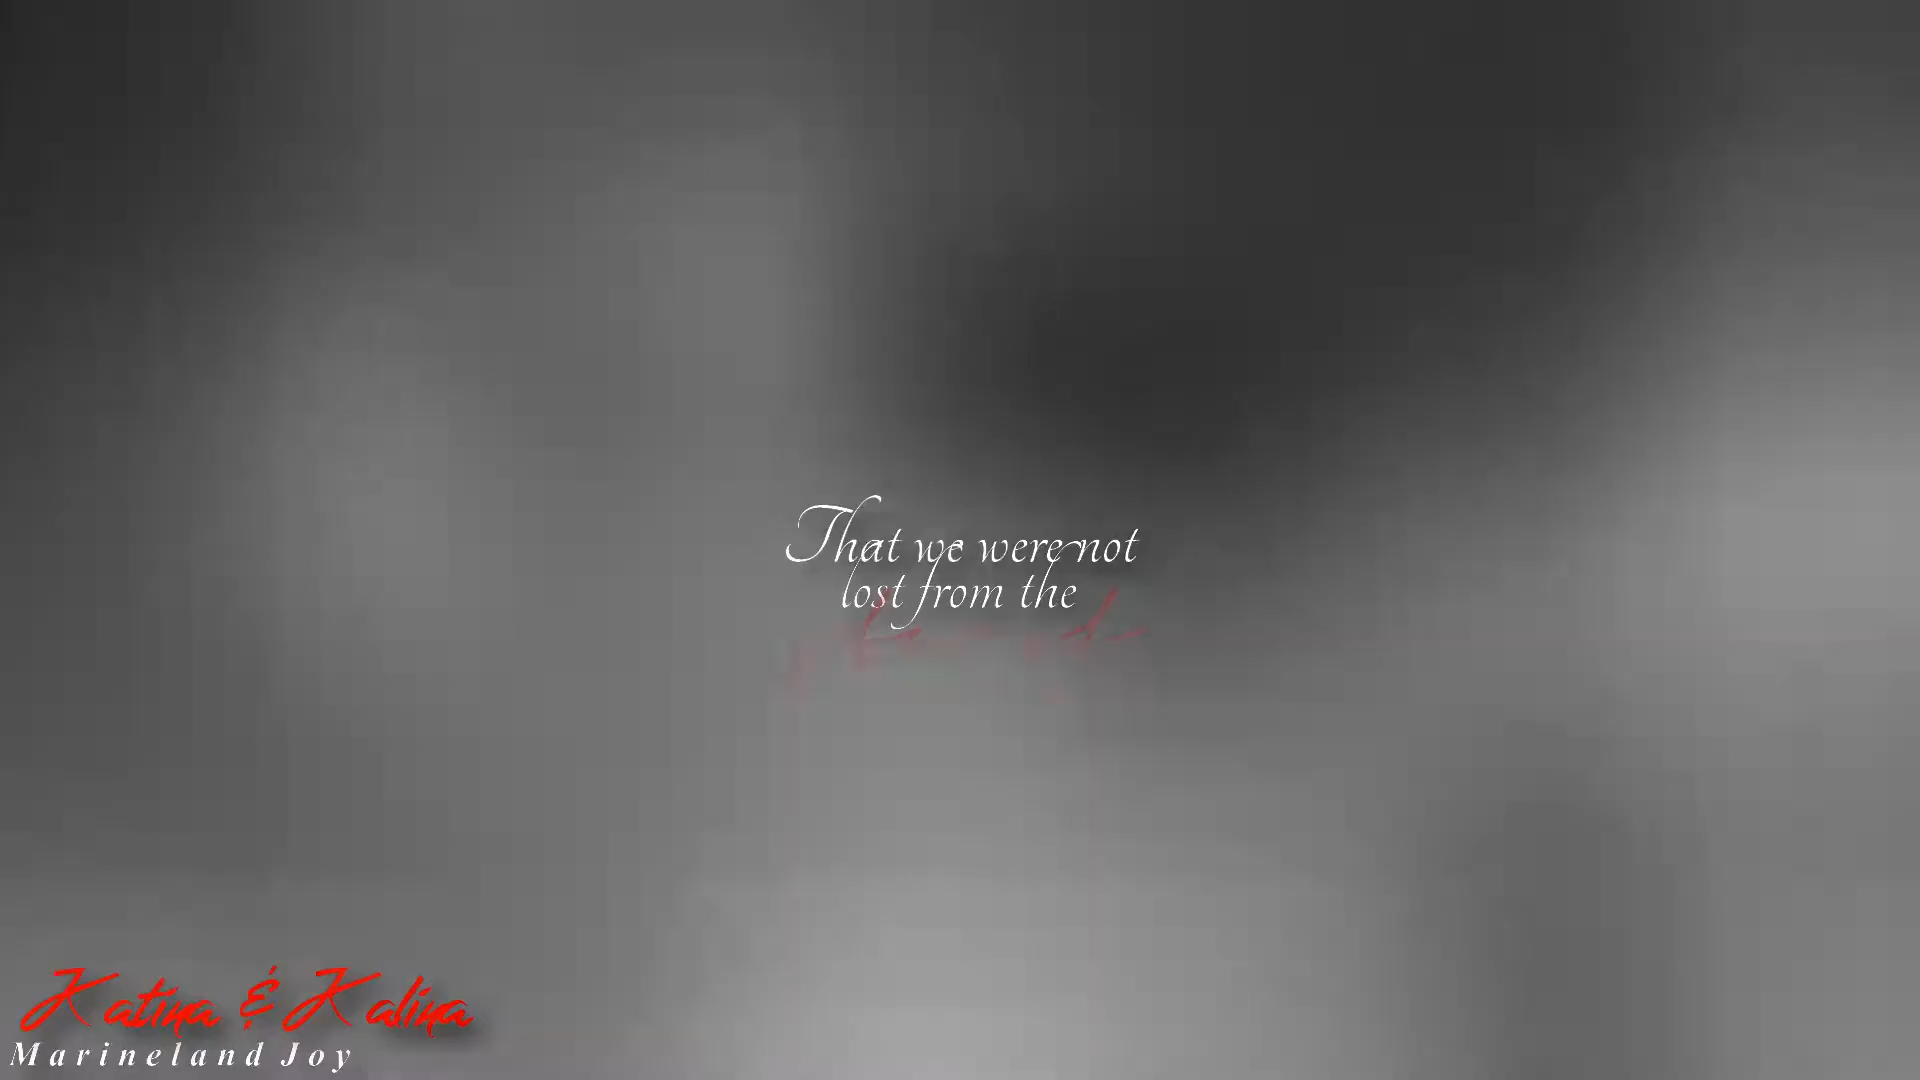 That we were not
lost from the
Katina & Kalina
Marineland Joy